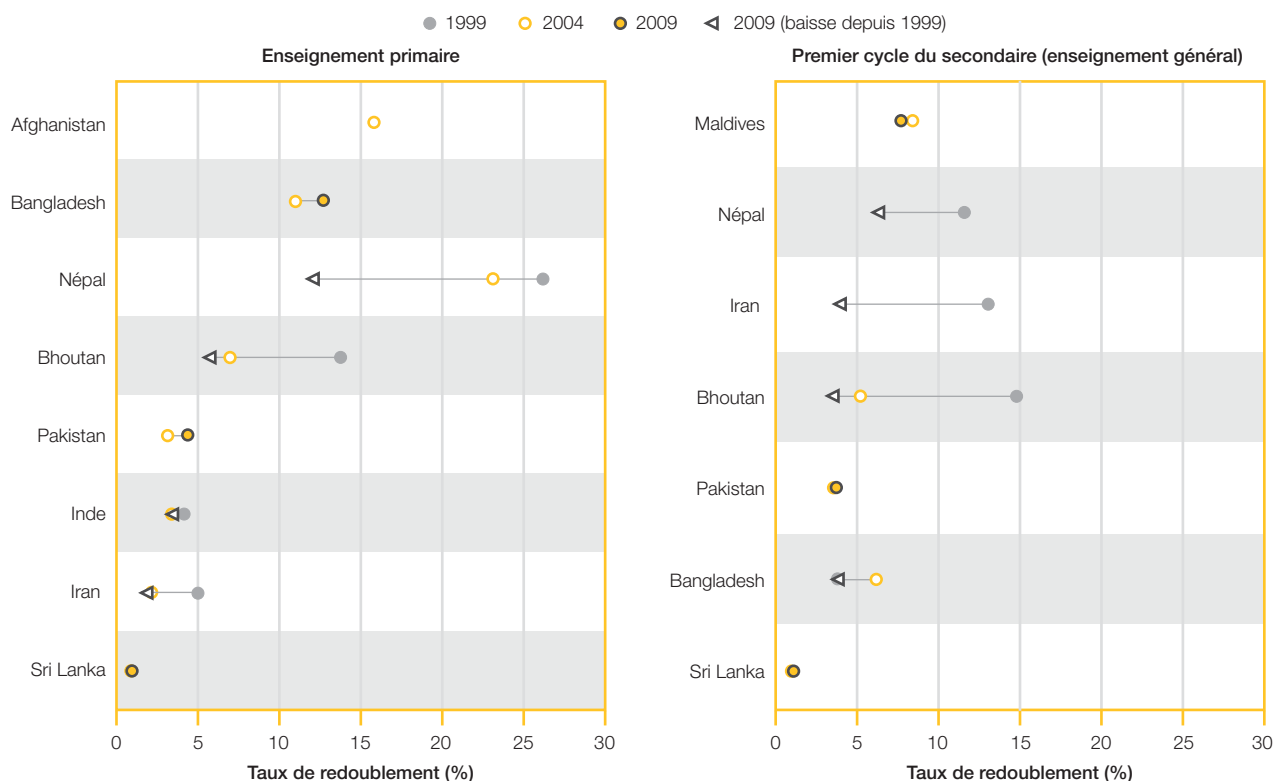 1999 2004 2009 2009 (baisse depuis 1999)
Enseignement primaire
Afghanistan
Bangladesh
Népal
Bhoutan
Pakistan
Inde
Iran
Sri Lanka
0 5 10 15 20 25 30
Taux de redoublement (%)
Premier cycle du secondaire (enseignement général)
Maldives
Népal
Iran
Bhoutan
Pakistan
Bangladesh
Sri Lanka
0 5 10 15 20 25 30
Taux de redoublement (%)